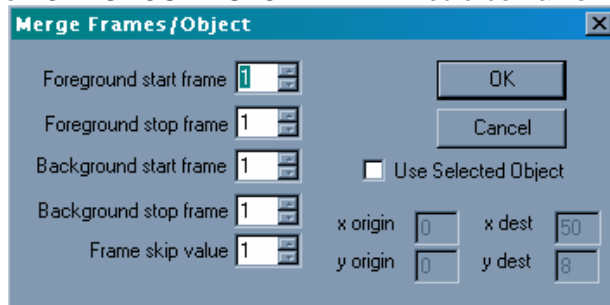 Merge Frames/Object
Foreground start frame 1
OK
Foreground stop frame 1
Cancel
Background start frame 1
Use Selected Object
Background stop frame 1
x origin 0 x dest 50
Frame skip value 1
y origin 0 y dest 8